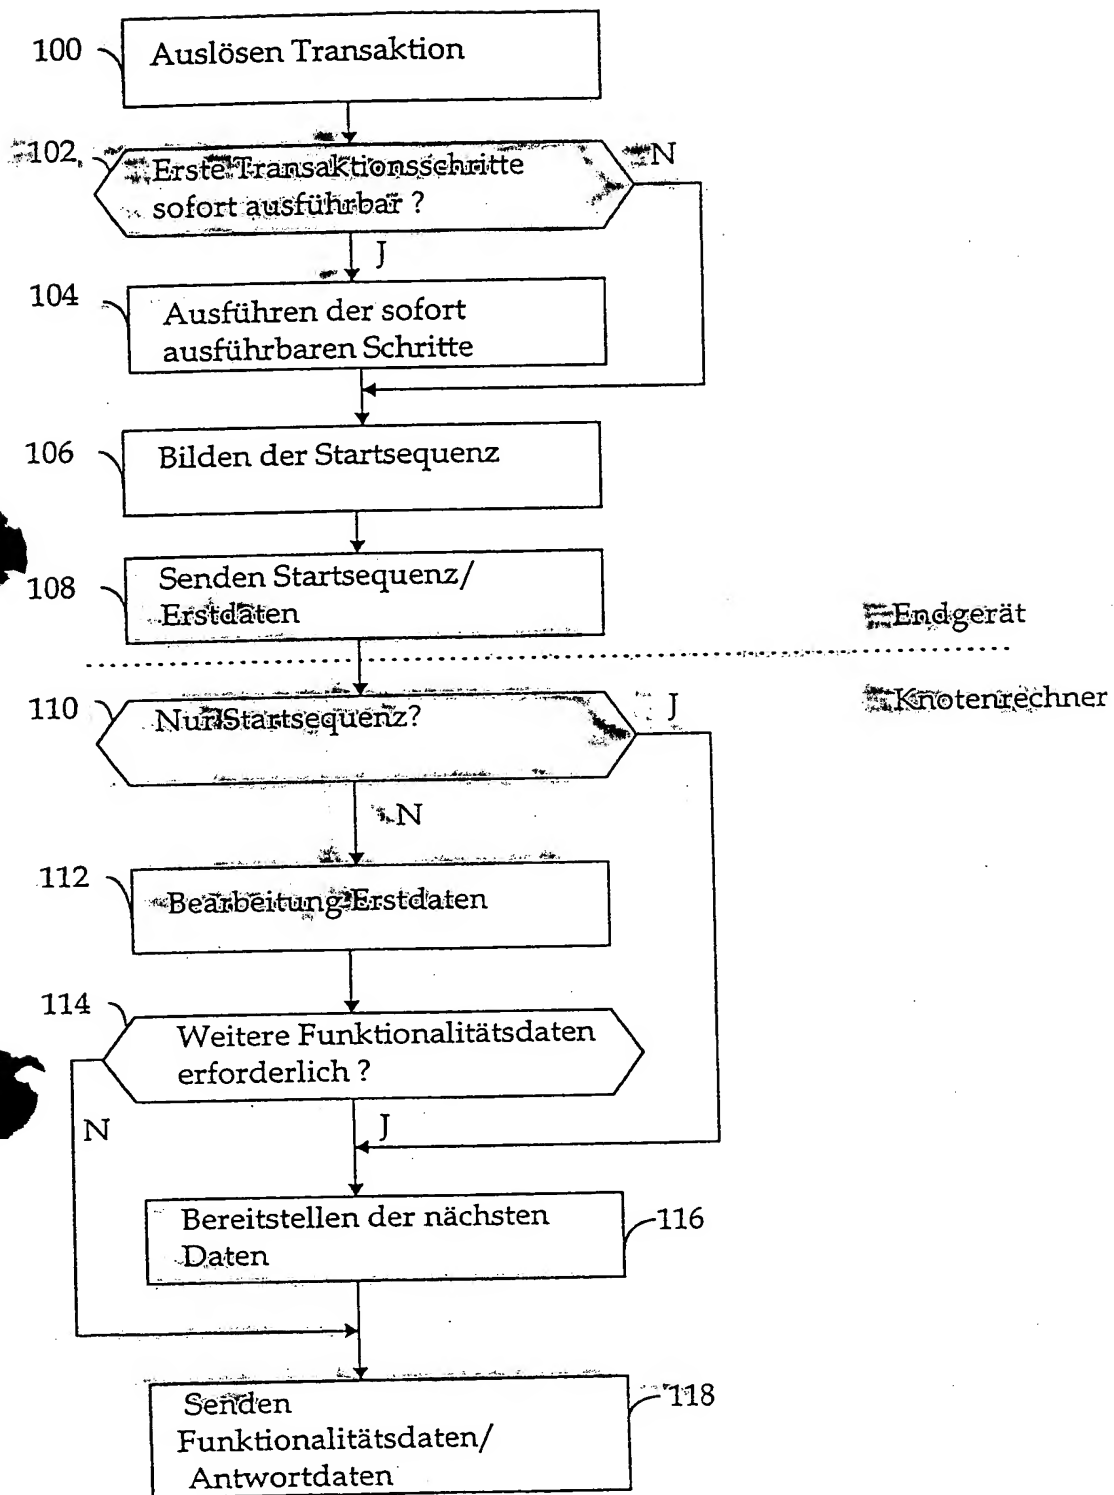 100 Auslösen Transaktion
102 Erste Transaktionsschritte N
sofort ausführbar ?
J
104 Ausführen der sofort
ausführbaren Schritte
106 Bilden der Startsequenz
108 Senden Startsequenz/
Erstdaten
Endgerät
110 Nur Startsequenz? J
Knotenrechner
N
112 Bearbeitung Erstdaten
114
Weitere Funktionalitätsdaten
erforderlich ?
N J
Bereitstellen der nächsten 116
Daten
Senden 118
Funktionalitätsdaten/
Antwortdaten